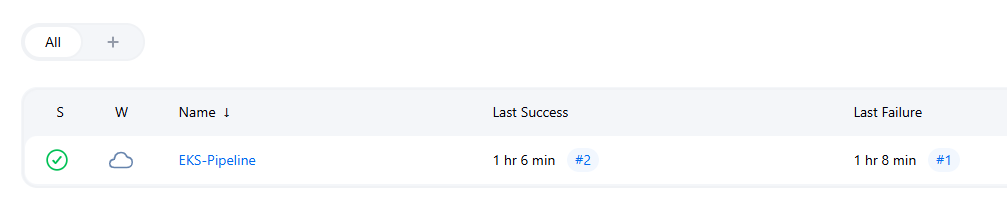 All +
S W Name ↓ Last Success Last Failure
EKS-Pipeline 1 hr 6 min #2 1 hr 8 min #1